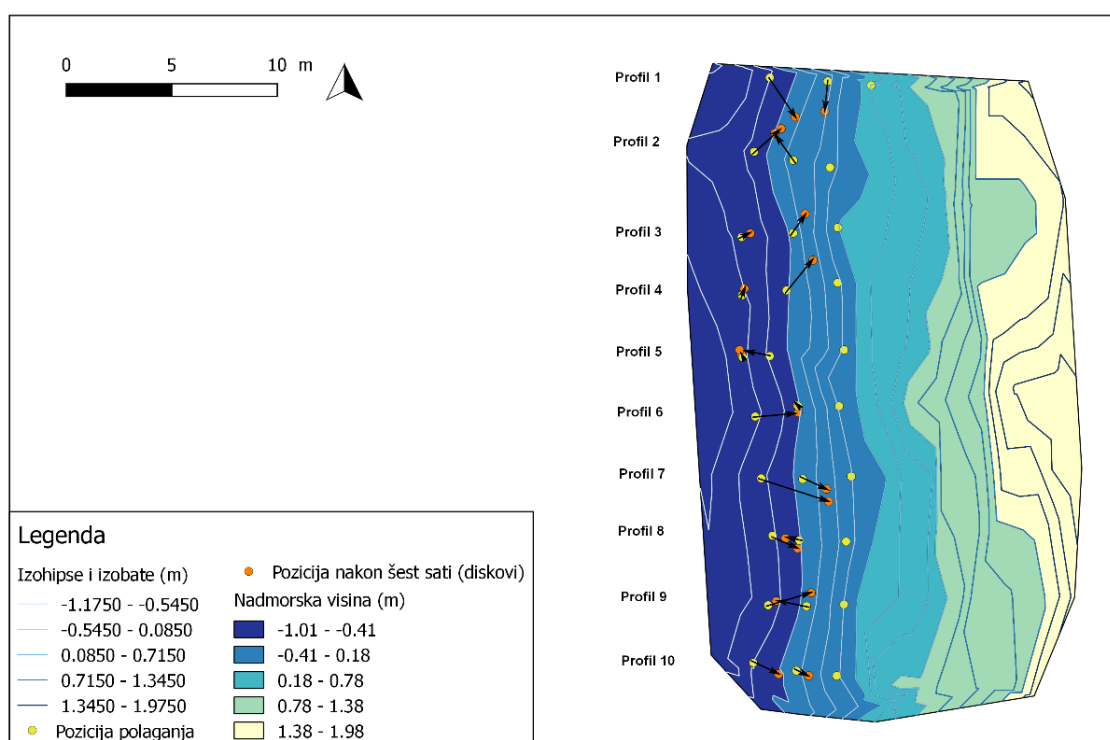 0 5 10 m
Profil 1
Profil 2
Profil 3
Profil 4
Profil 5
Profil 6
Profil 7
Profil 8
Profil 9
Profil 10
Legenda
Izohipse i izobate (m)
-1.1750 - -0.5450
-0.5450 - 0.0850
0.0850 - 0.7150
0.7150 - 1.3450
1.3450 - 1.9750
Pozicija polaganja
Pozicija nakon šest sati (diskovi)
Nadmorska visina (m)
-1.01 - -0.41
-0.41 - 0.18
0.18 - 0.78
0.78 - 1.38
1.38 - 1.98